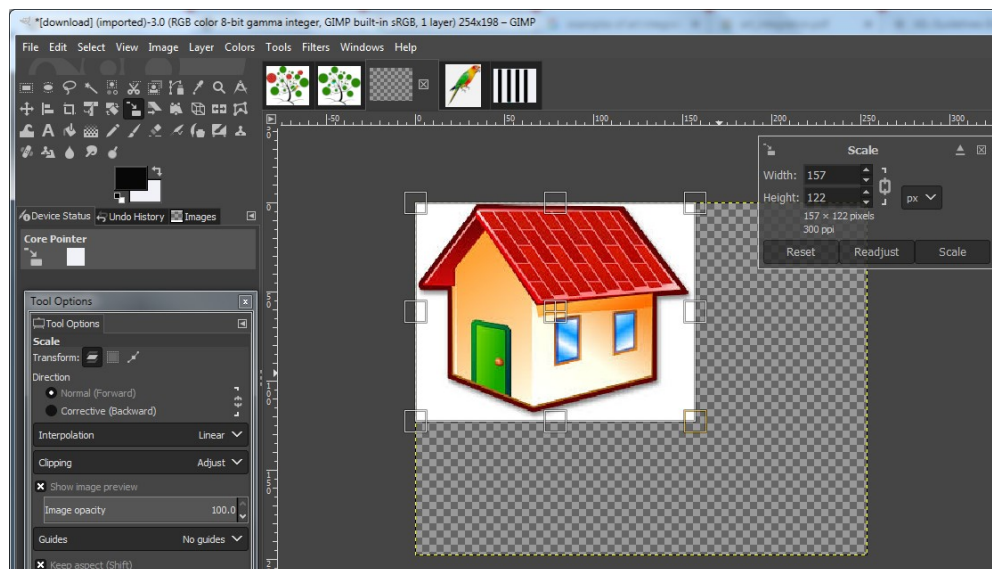 *[download] (imported)-3.0 (RGB color 8-bit gamma integer, GIMP built-in sRGB, 1 layer) 254x198 – GIMP
File Edit Select View Image Layer Colors Tools Filters Windows Help
-50 0 50 100 150 200 250 300
Scale
Width: 157
Height: 122 px
157 × 122 pixels
300 ppi
Reset Readjust Scale
Device Status Undo History Images
Core Pointer
Tool Options
Tool Options
Scale
Transform:
Direction
Normal (Forward)
Corrective (Backward)
Interpolation Linear
Clipping Adjust
Show image preview
Image opacity 100.0
Guides No guides
Keep aspect (Shift)
0
50
100
150